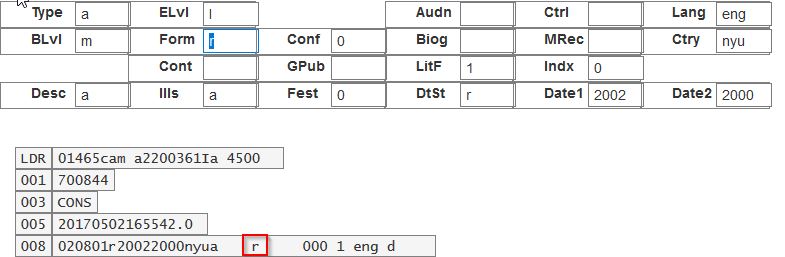 Type a ELvl I Audn Ctrl Lang eng
BLvl m Form r Conf 0 Biog MRec Ctry nyu
Cont GPub LitF 1 Indx 0
Desc a Ills a Fest 0 DtSt r Date1 2002 Date2 2000
LDR 01465cam a2200361Ia 4500
001 700844
003 CONS
005 20170502165542.0
008 020801r20022000nyua r 000 1 eng d